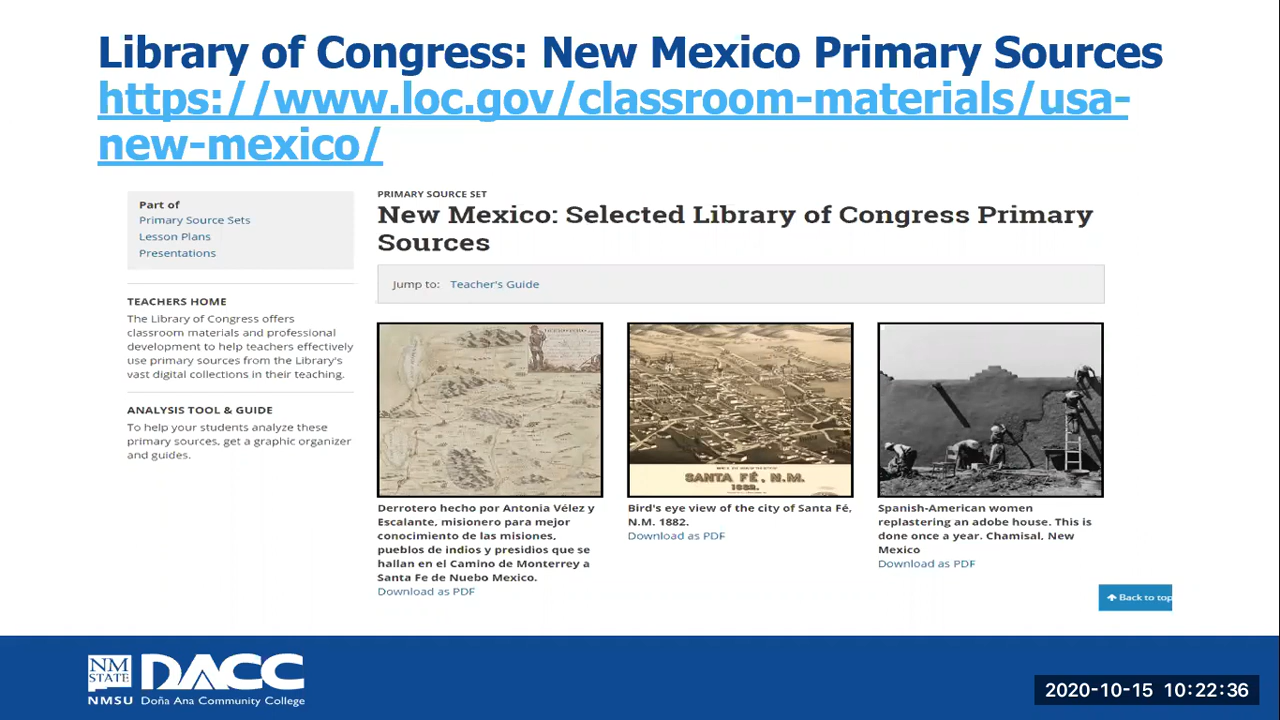 Library of Congress: New Mexico Primary Sources
https://www.loc.gov/classroom-materials/usa-
new-mexico/
Part of
Primary Source Sets
Lesson Plans
Presentations
TEACHERS HOME
The Library of Congress offers
classroom materials and professional
development to help teachers effectively
use primary sources from the Library's
vast digital collections in their teaching.
ANALYSIS TOOL & GUIDE
To help your students analyze these
primary sources, get a graphic organizer
and guides.
PRIMARY SOURCE SET
New Mexico: Selected Library of Congress Primary
Sources
Jump to: Teacher's Guide
SANTA FÉ, N.M.
1882.
Derrotero hecho por Antonia Vélez y
Escalante, misionero para mejor
conocimiento de las misiones,
pueblos de indios y presidios que se
hallan en el Camino de Monterrey a
Santa Fe de Nuebo Mexico.
Download as PDF
Bird's eye view of the city of Santa Fé,
N.M. 1882.
Download as PDF
Spanish-American women
replastering an adobe house. This is
done once a year. Chamisal, New
Mexico
Download as PDF
Back to top
NM
STATE
NMSU
DACC
Doña Ana Community College
2020-10-15 10:22:36